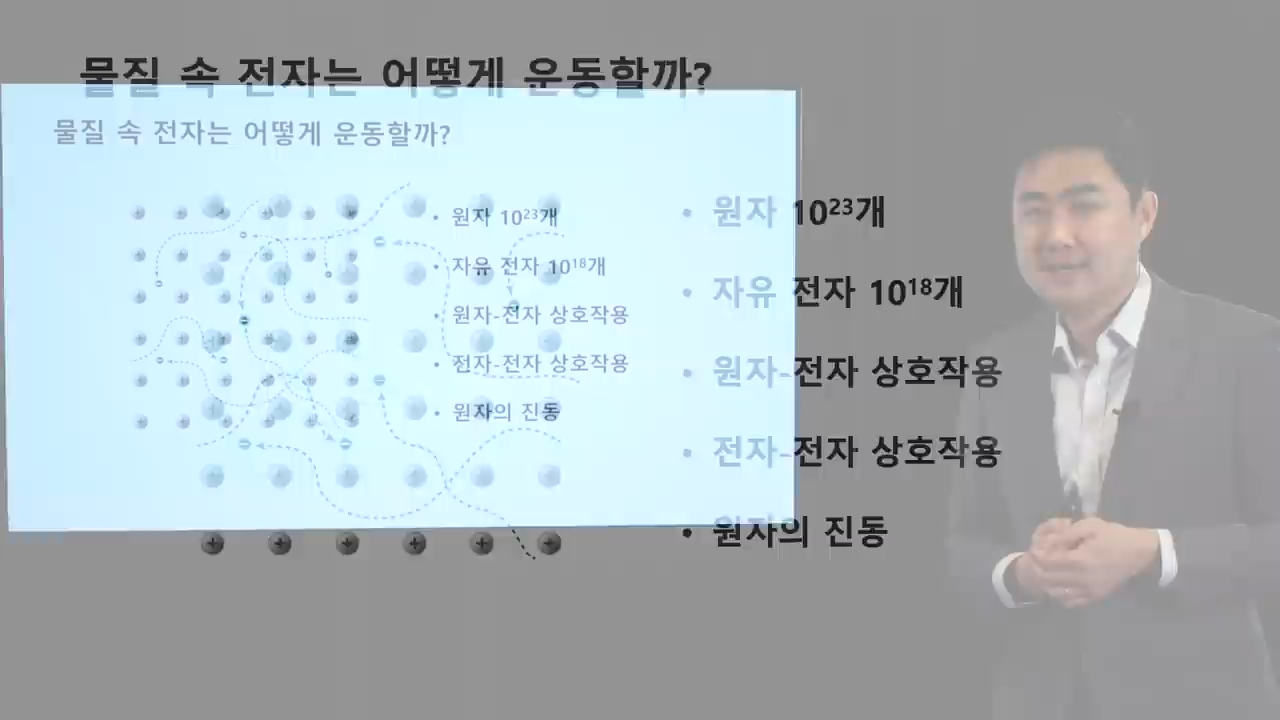 물질 속 전자는 어떻게 운동할까?
물질 속 전자는 어떻게 운동할까?
• 원자 10²³개
• 자유 전자 10¹⁸개
• 원자-전자 상호작용
• 전자-전자 상호작용
• 원자의 진동
• 원자 10²³개
• 자유 전자 10¹⁸개
• 원자-전자 상호작용
• 전자-전자 상호작용
• 원자의 진동